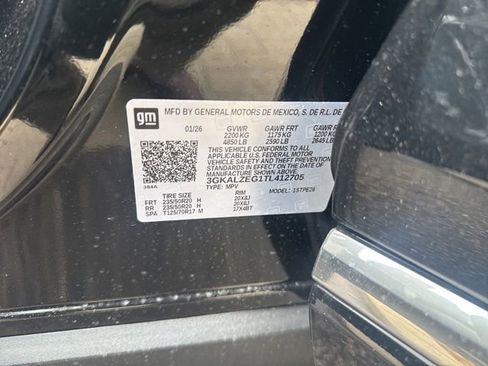 gm
MFD BY GENERAL MOTORS DE MEXICO, S. DE R.L. DE
01/26 GVWR GAWR FRT GAWR RR
2200 KG 1175 KG 1200 KG
4850 LB 2590 LB 2645 LB
THIS VEHICLE CONFORMS TO ALL
APPLICABLE U.S. FEDERAL MOTOR
VEHICLE SAFETY AND THEFT PREVENTION
STANDARDS IN EFFECT ON THE DATE OF
MANUFACTURE SHOWN ABOVE.
3GKALZEG1TL412705
TYPE: MPV MODEL: 1STPE26
384A
TIRE SIZE RIM
FRT 235/50R20 H 20X8J
RR 235/50R20 H 20X8J
SPA T125/70R17 M 17X4BT